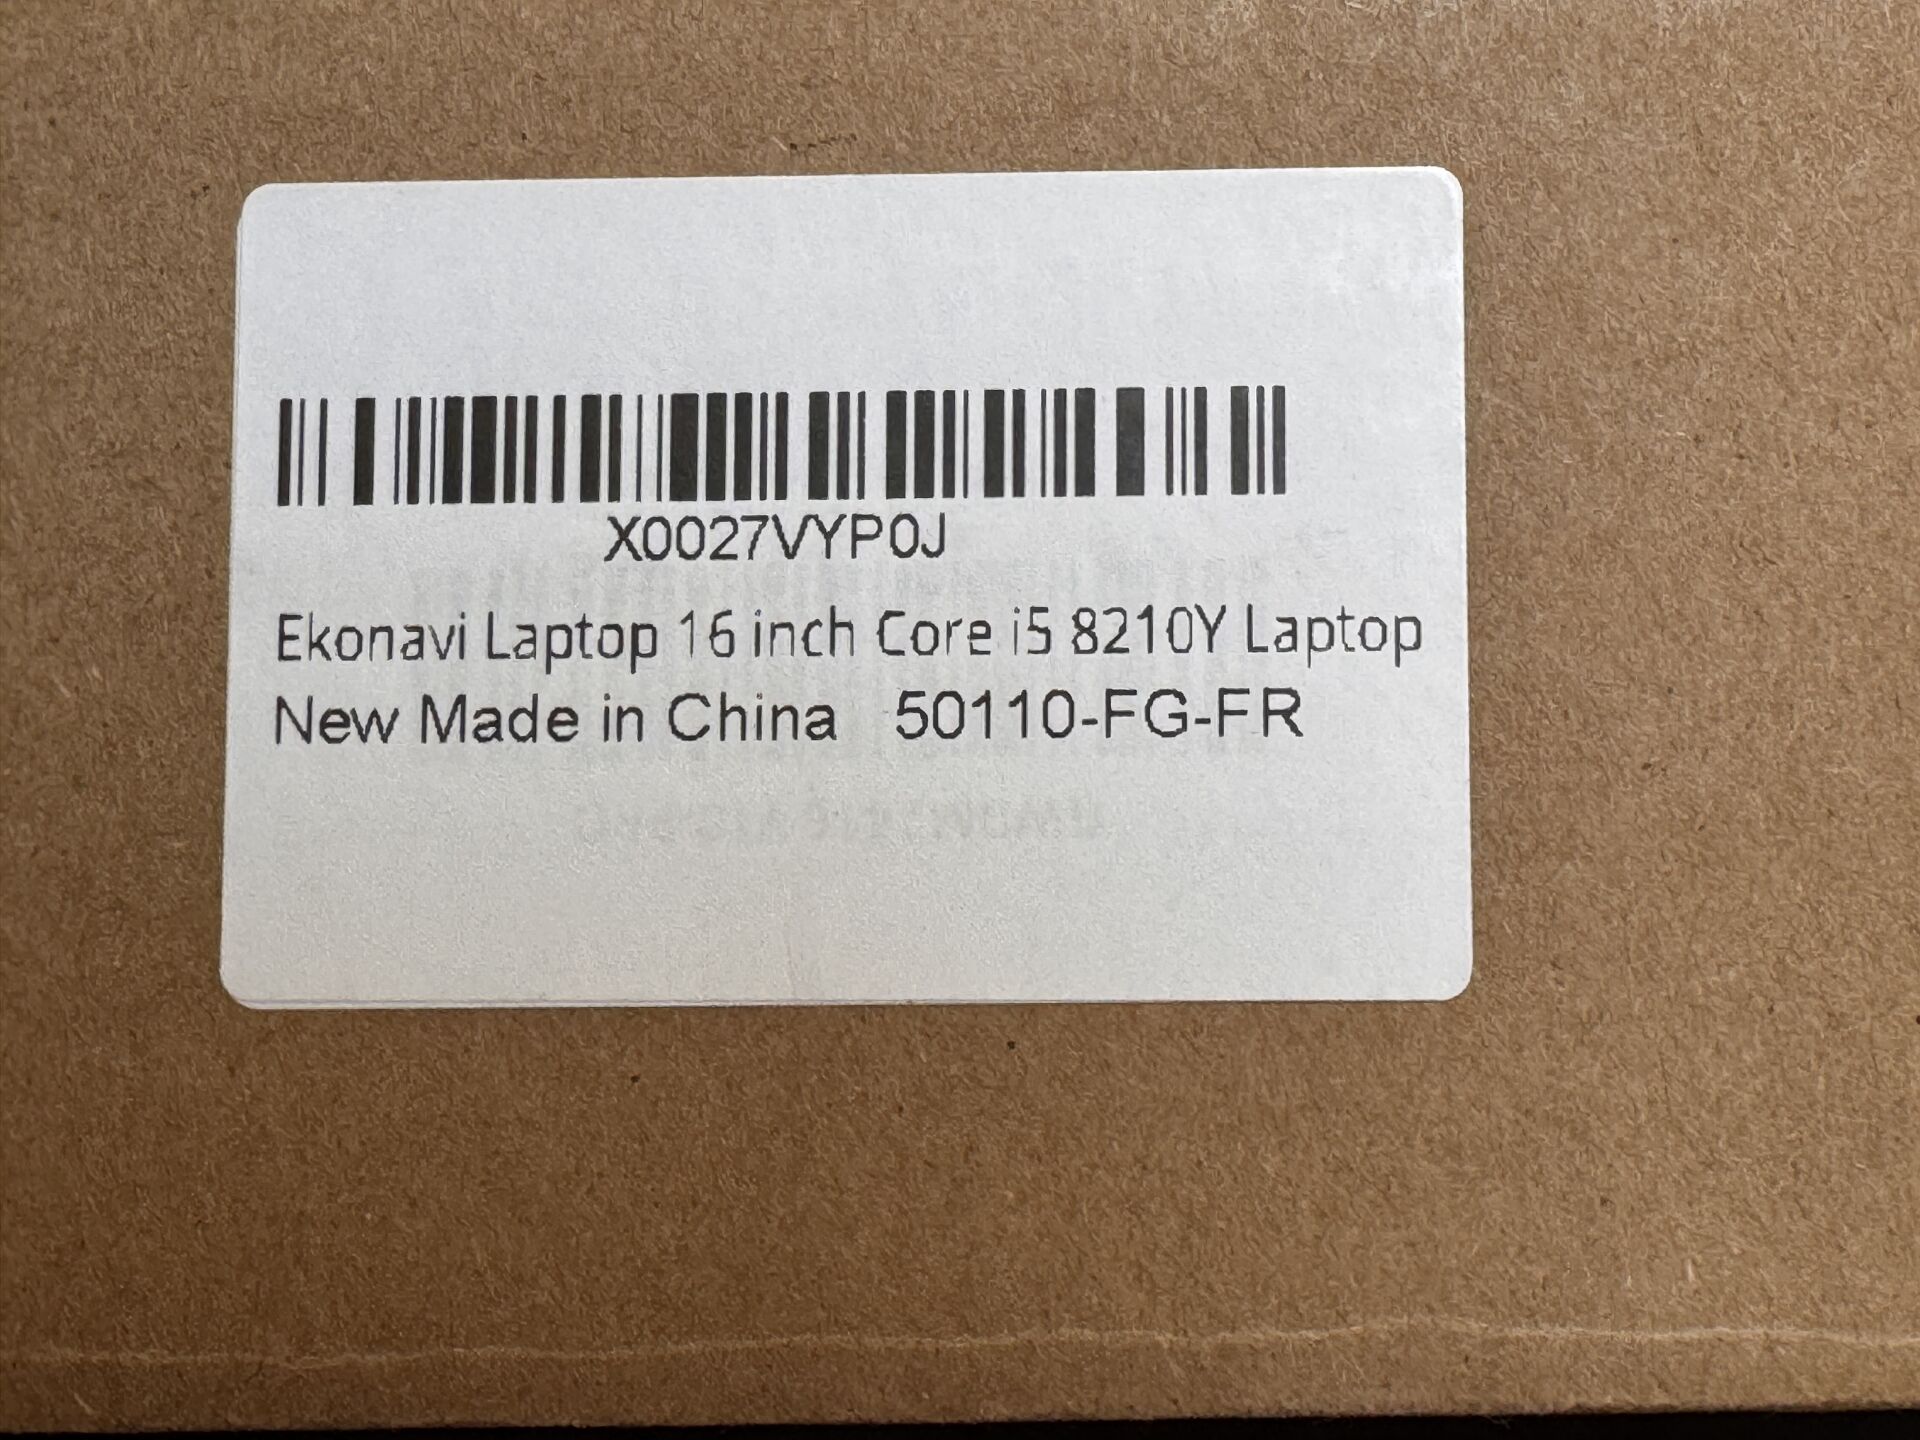 X0027VYP0J
Ekonavi Laptop 16 inch Core i5 8210Y Laptop
New Made in China 50110-FG-FR